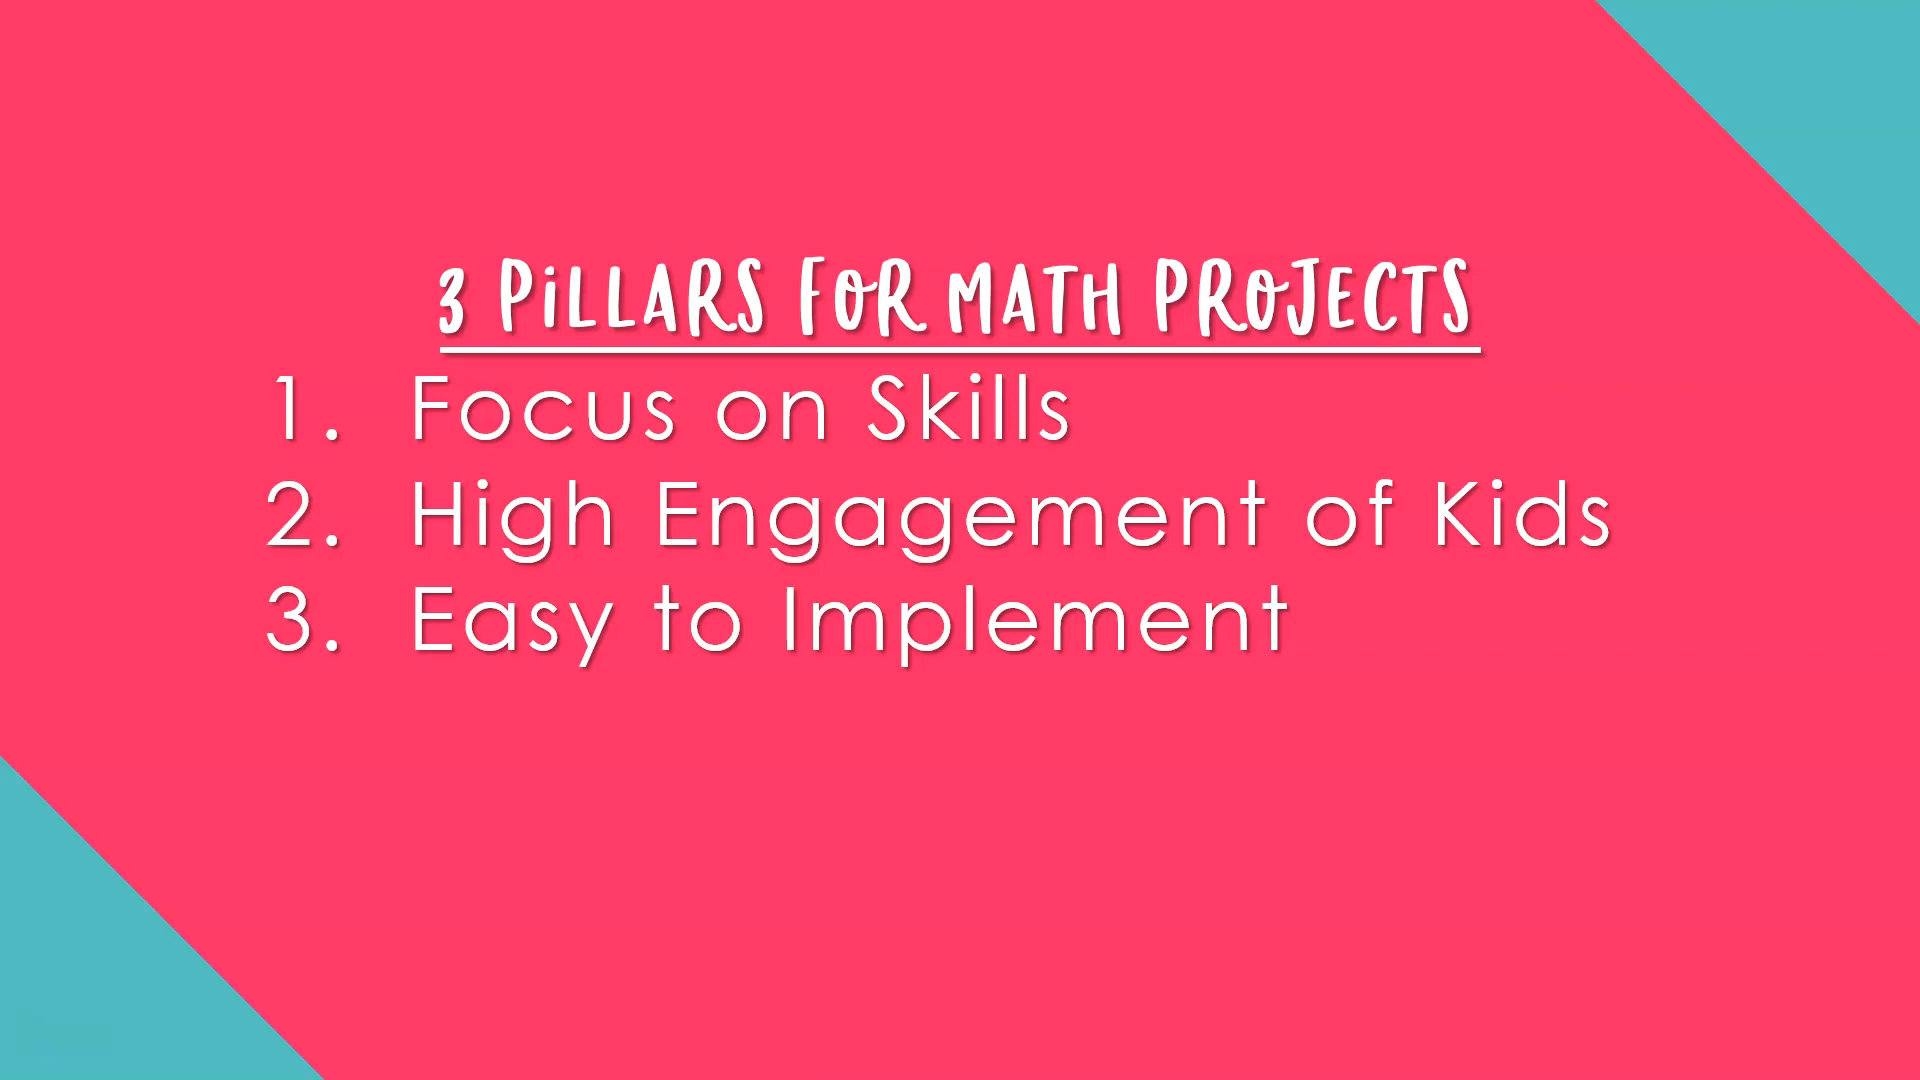 3 PiLLARS FOR MATH PROJECTS
1. Focus on Skills
2. High Engagement of Kids
3. Easy to Implement